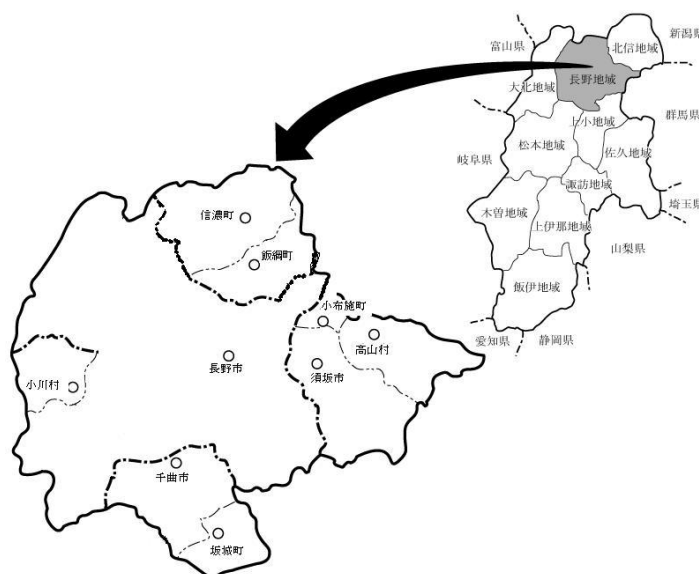 富山県
北信地域
新潟県
長野地域
大北地域
群馬県
上小地域
松本地域
佐久地域
岐阜県
諏訪地域
埼玉県
木曽地域
上伊那地域
山梨県
飯伊地域
愛知県
静岡県
信濃町
飯綱町
小布施町
高山村
長野市
須坂市
小川村
千曲市
坂城町